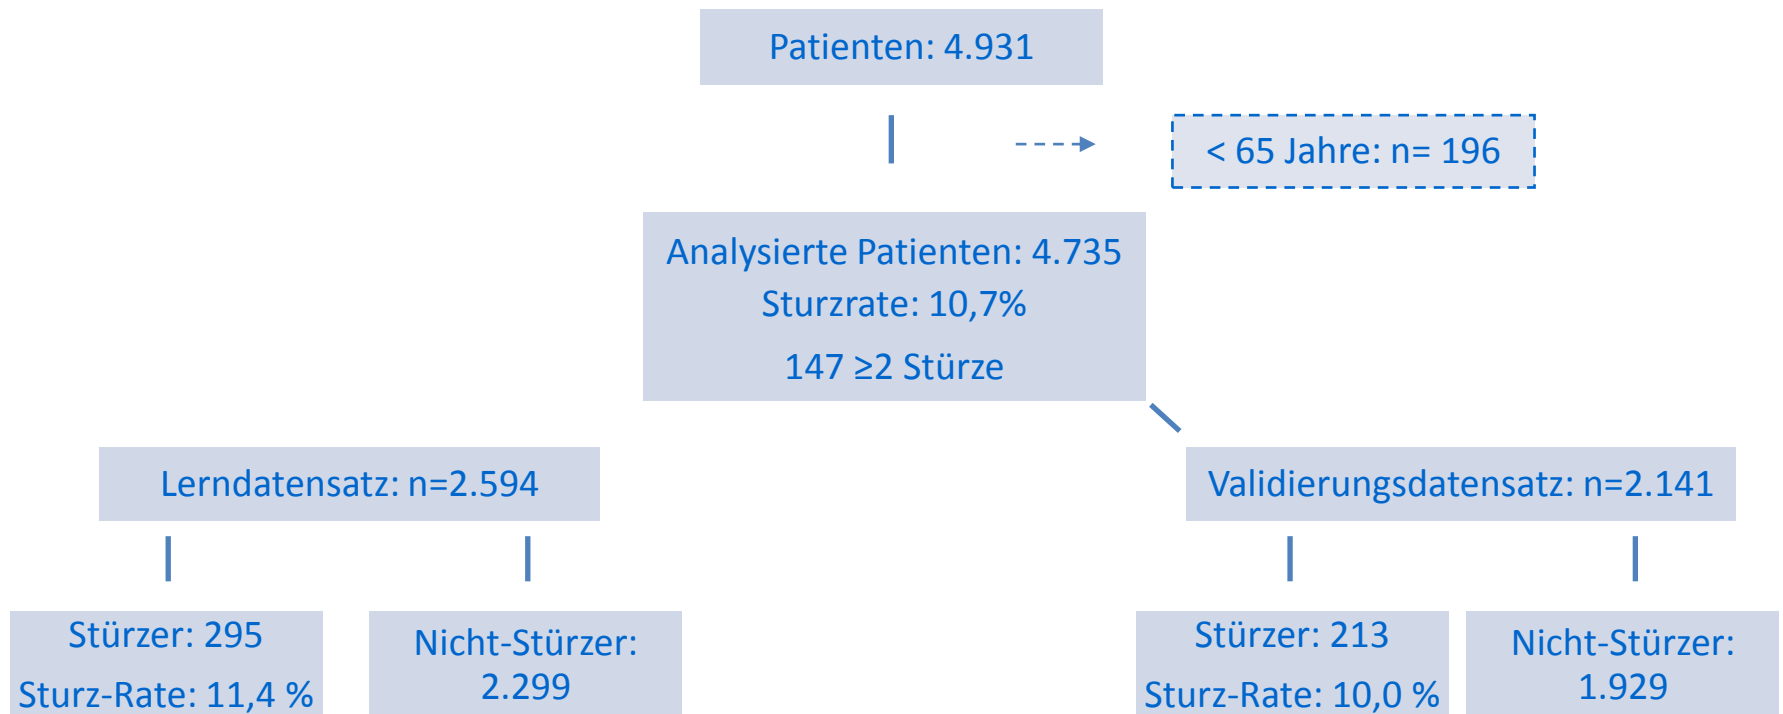 Patienten: 4.931
< 65 Jahre: n= 196
Analysierte Patienten: 4.735
Sturzrate: 10,7%
147 ≥2 Stürze
Lerndatensatz: n=2.594
Validierungsdatensatz: n=2.141
Stürzer: 295
Sturz-Rate: 11,4 %
Nicht-Stürzer:
2.299
Stürzer: 213
Sturz-Rate: 10,0 %
Nicht-Stürzer:
1.929